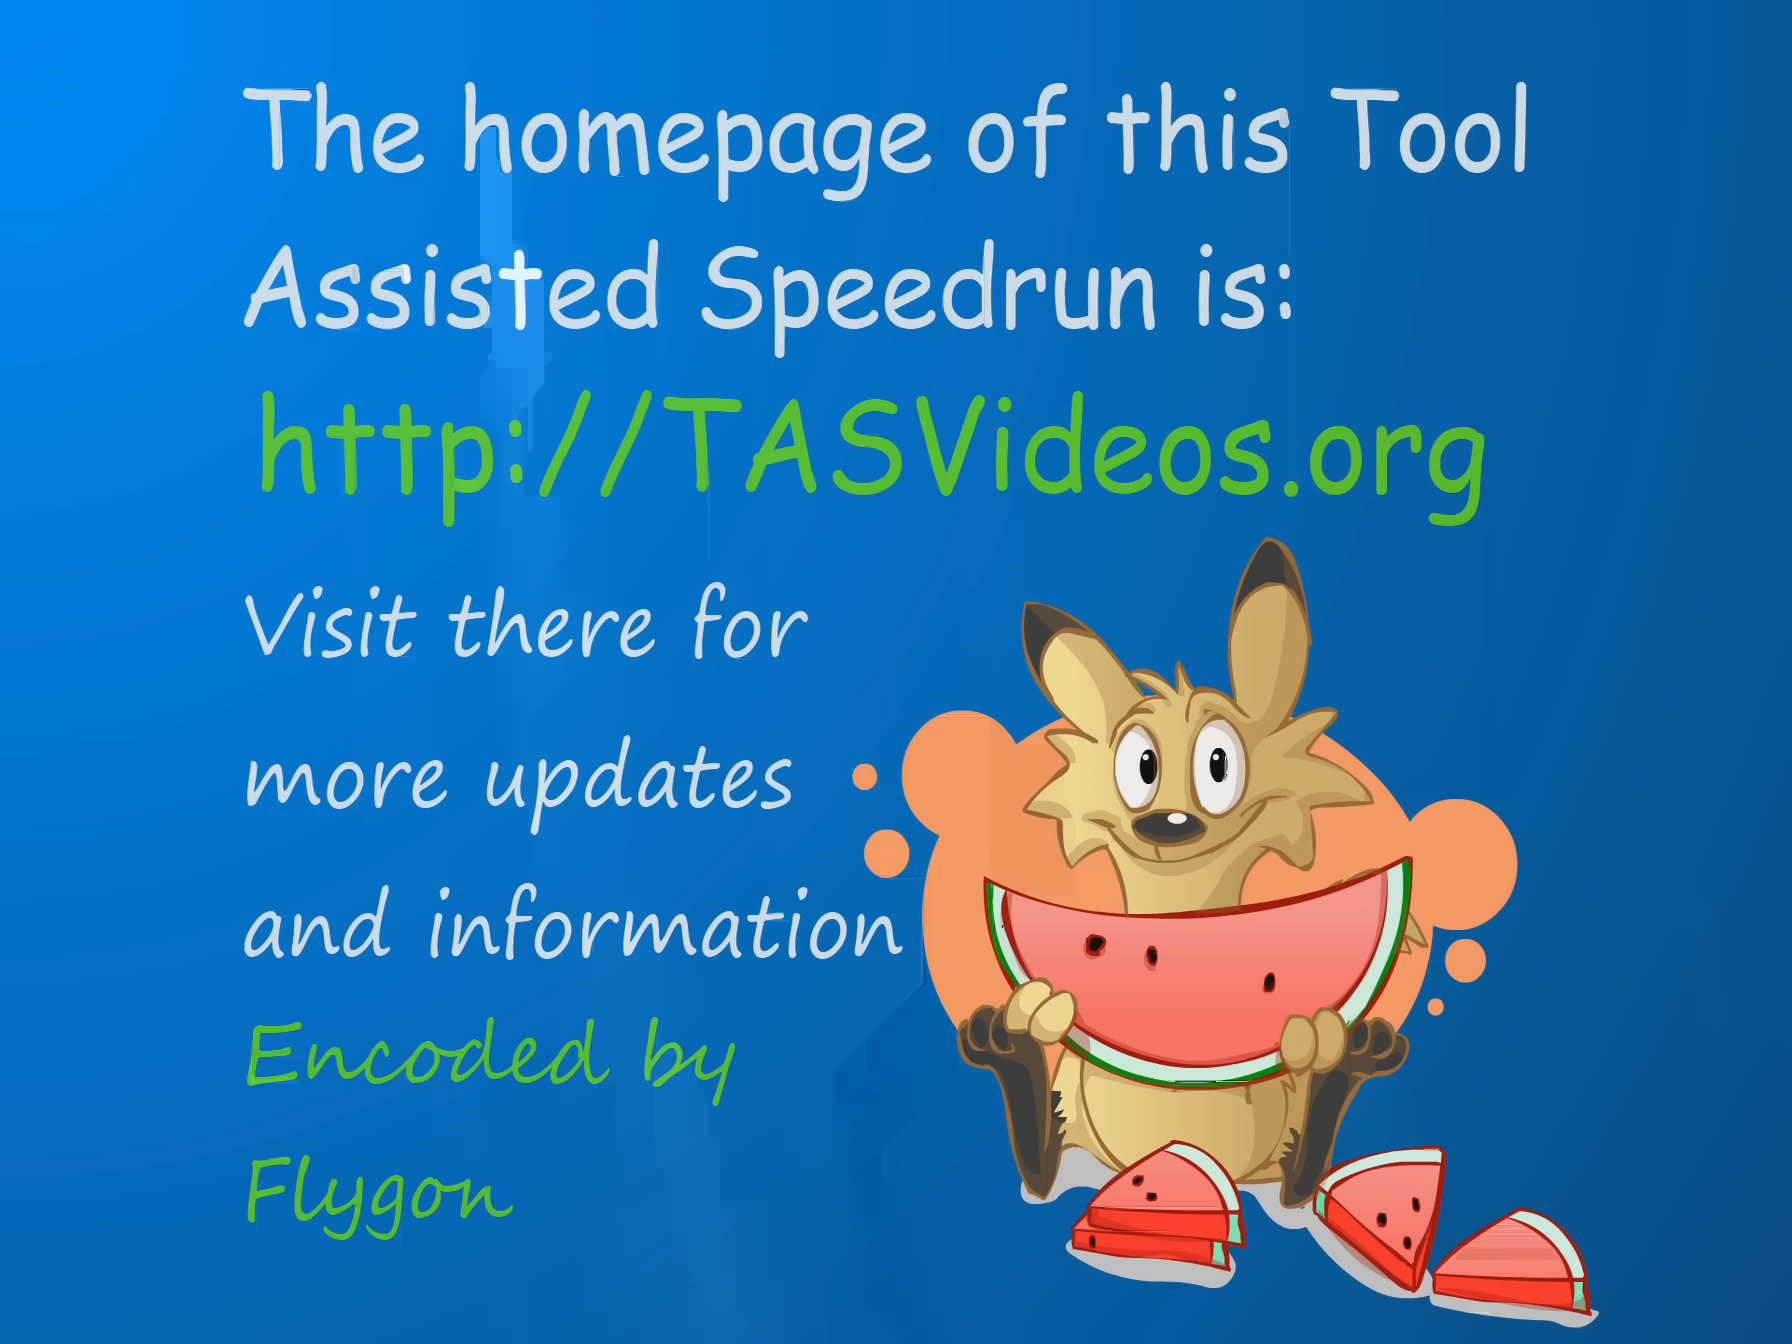 The homepage of this Tool
Assisted Speedrun is:
http://TASVideos.org
Visit there for
more updates
and information
Encoded by
Flygon